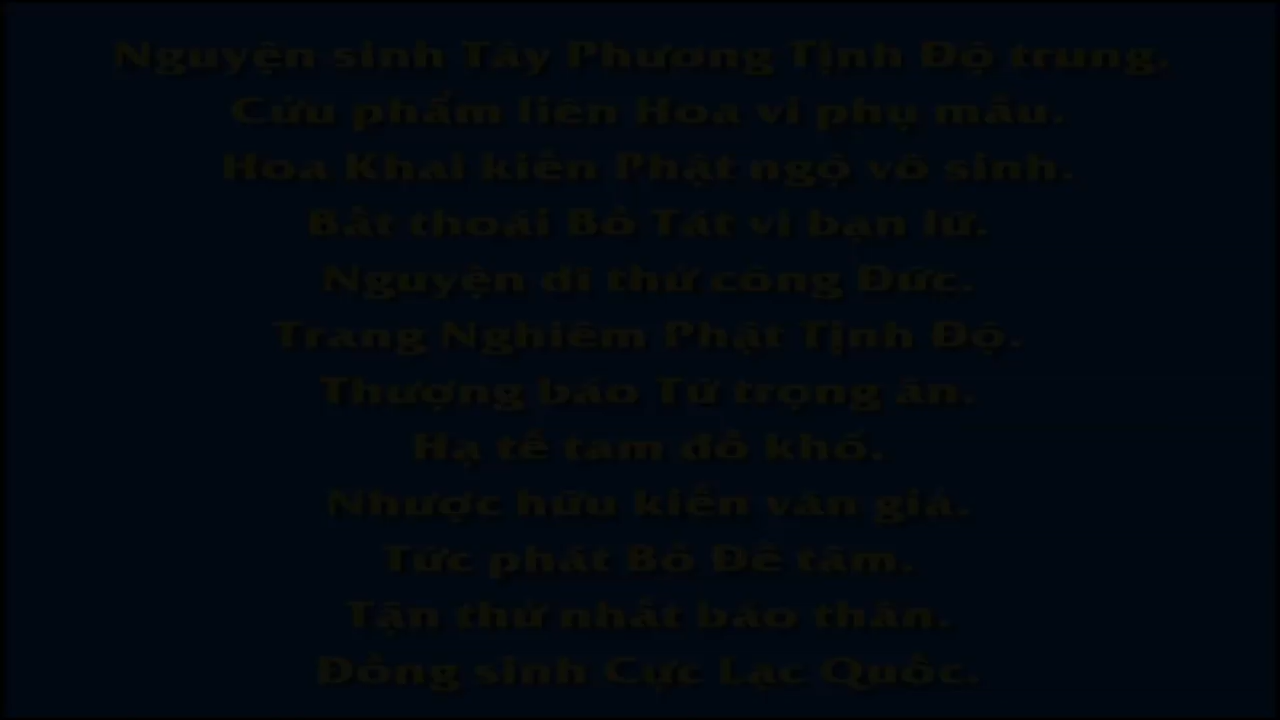 Nguyện sinh Tây Phương Tịnh Độ trung.
Cửu phẩm liên Hoa vi phụ mẫu.
Hoa Khai kiến Phật ngộ vô sinh.
Bất thoái Bồ Tát vi bạn lữ.
Nguyện dĩ thử công Đức.
Trang Nghiêm Phật Tịnh Độ.
Thượng báo Tứ trọng ân.
Hạ tế tam đồ khổ.
Nhược hữu kiến văn giả.
Tức phát Bồ Đề tâm.
Tận thử nhất báo thân.
Đồng sinh Cực Lạc Quốc.